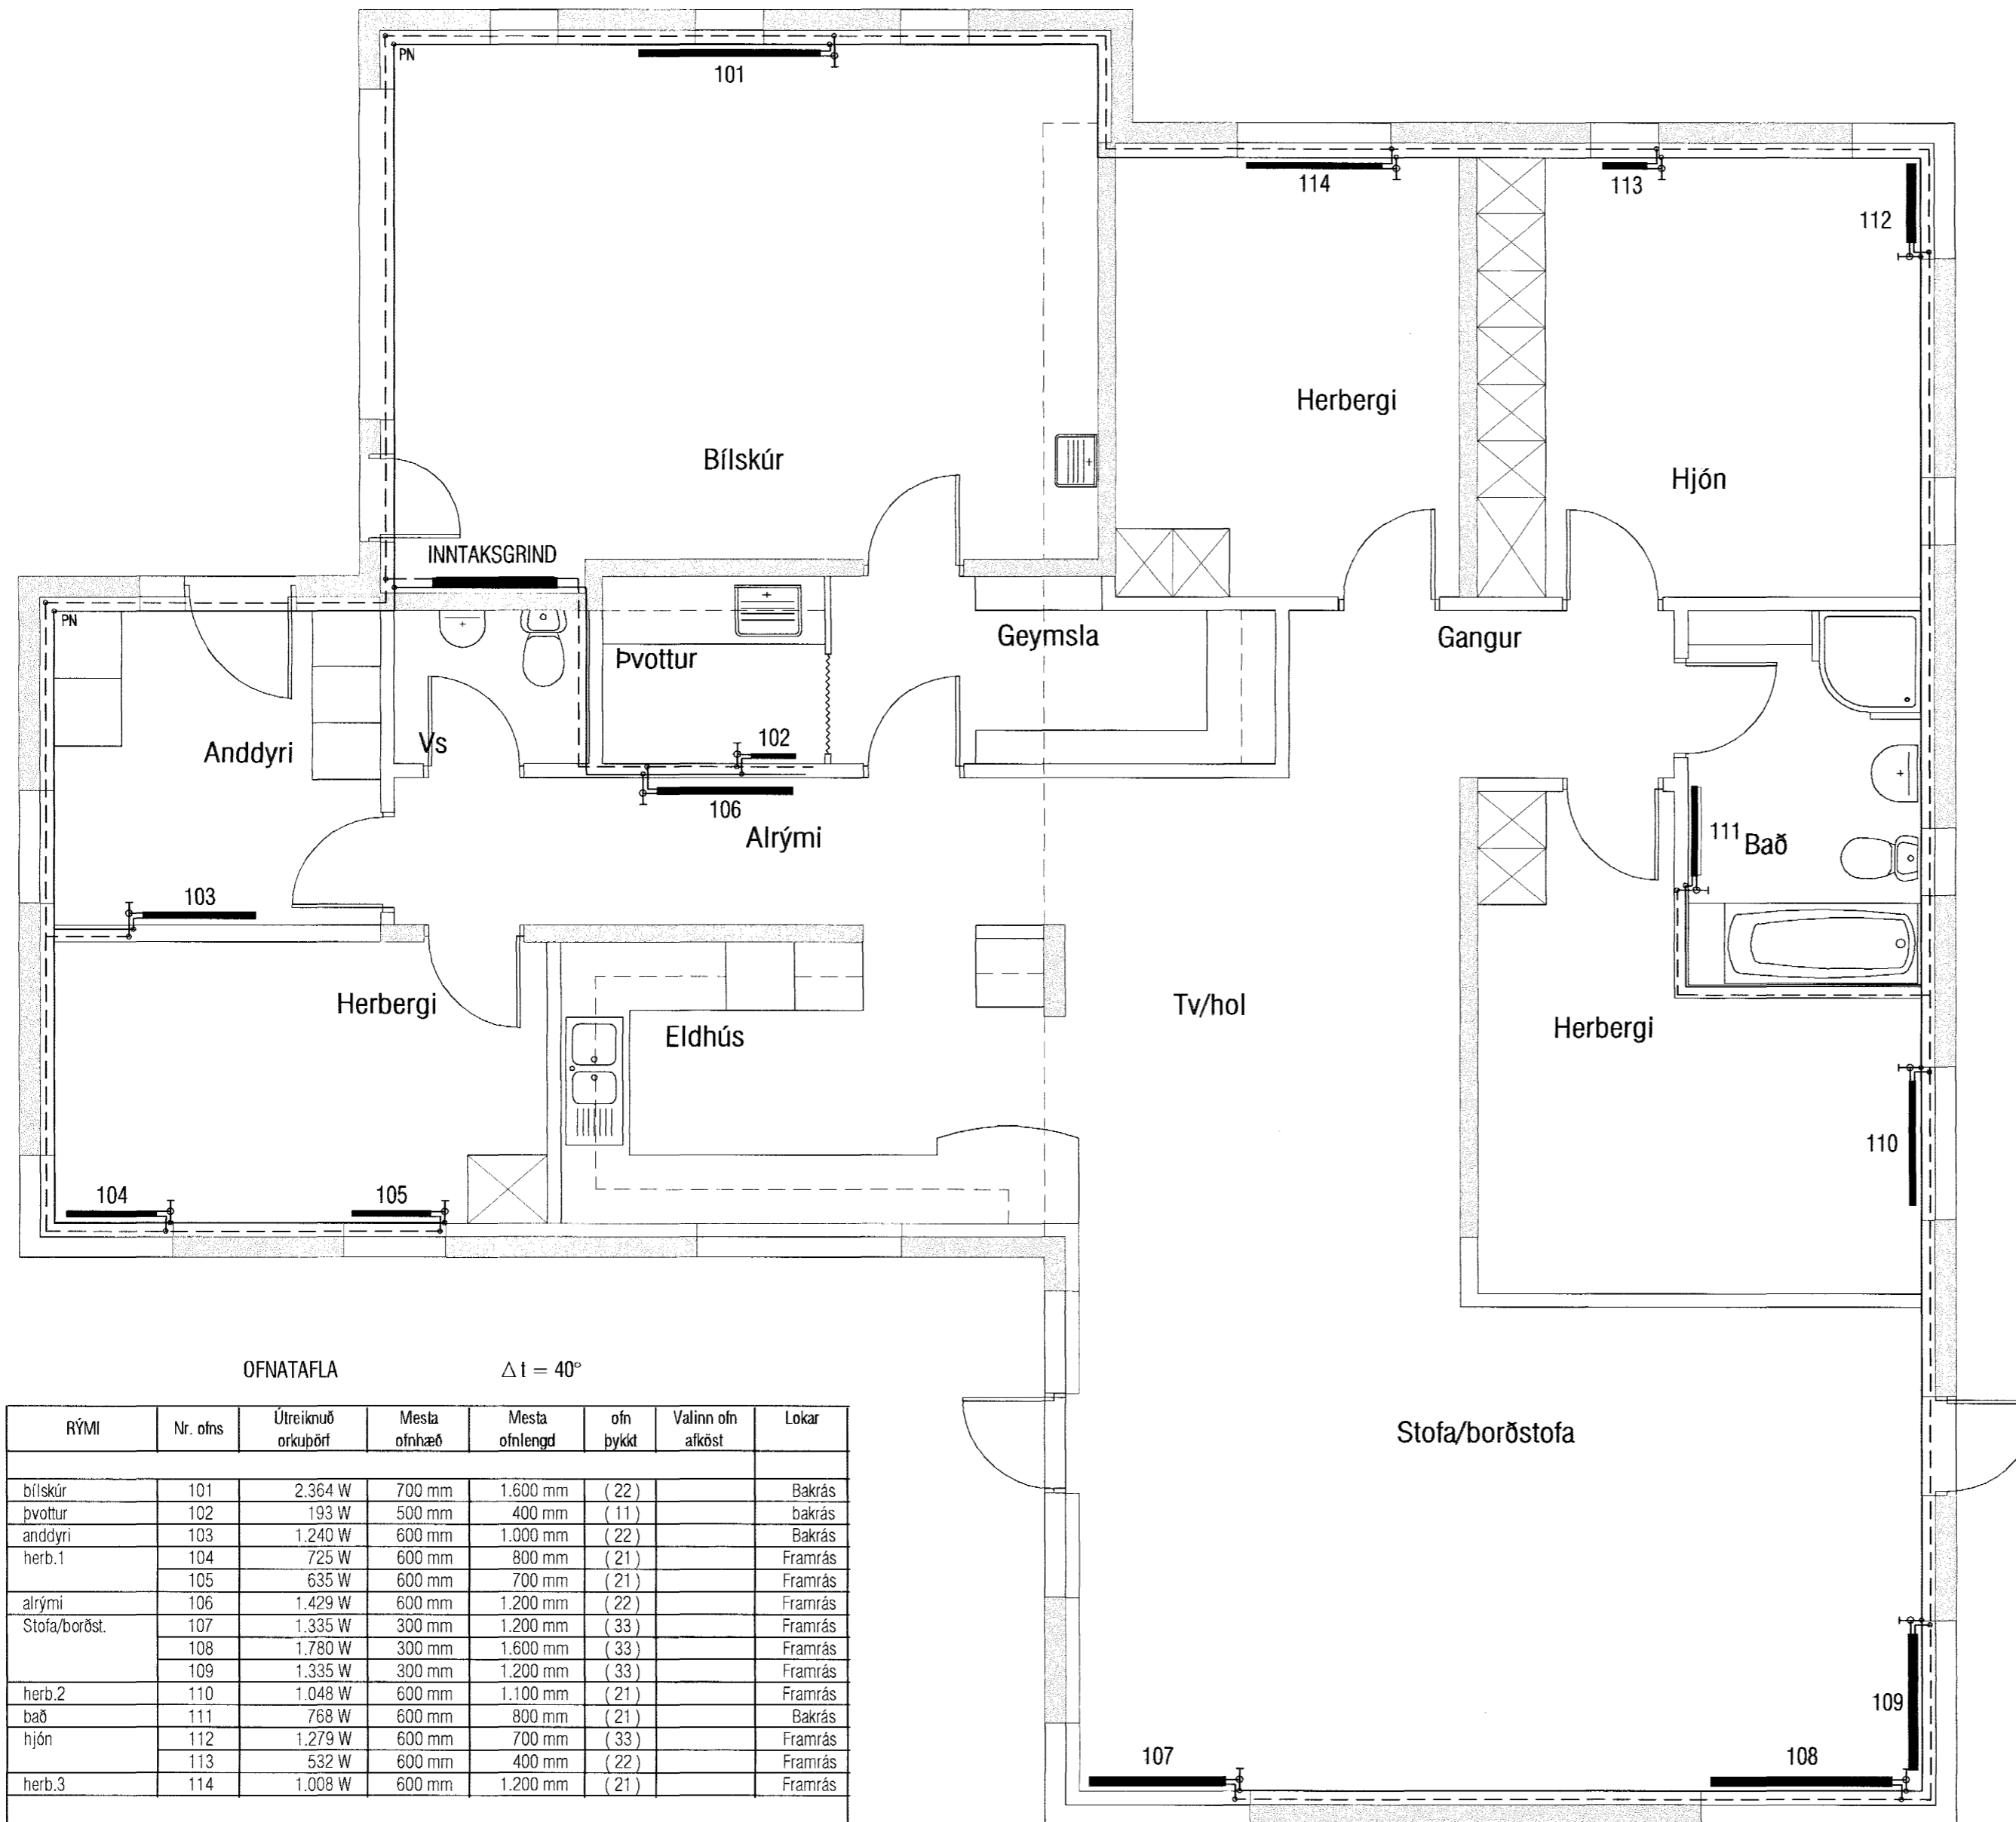 PN
101
114
113
112
Herbergi
Bílskúr
Hjón
INNTAKSGRIND
PN
Geymsla
Gangur
Þvottur
Vs
Anddyri
102
106
Alrými
111
Bað
103
Herbergi
Eldhús
Tv/hol
Herbergi
110
104
105
OFNATAFLA
Δt = 40°
RÝMI Nr. ofns Útreiknuð orkuþörf Mesta ofnhæð Mesta ofnlengd ofn þykkt Valinn ofn afköst Lokar
bílskúr 101 2.364 W 700 mm 1.600 mm (22) Bakrás
þvottur 102 193 W 500 mm 400 mm (11) bakrás
anddyri 103 1.240 W 600 mm 1.000 mm (22) Bakrás
herb.1 104 725 W 600 mm 800 mm (21) Framrás
105 635 W 600 mm 700 mm (21) Framrás
alrými 106 1.429 W 600 mm 1.200 mm (22) Framrás
Stofa/borðst. 107 1.335 W 300 mm 1.200 mm (33) Framrás
108 1.780 W 300 mm 1.600 mm (33) Framrás
109 1.335 W 300 mm 1.200 mm (33) Framrás
herb.2 110 1.048 W 600 mm 1.100 mm (21) Framrás
bað 111 768 W 600 mm 800 mm (21) Bakrás
hjón 112 1.279 W 600 mm 700 mm (33) Framrás
113 532 W 600 mm 400 mm (22) Framrás
herb.3 114 1.008 W 600 mm 1.200 mm (21) Framrás
Stofa/borðstofa
109
107
108